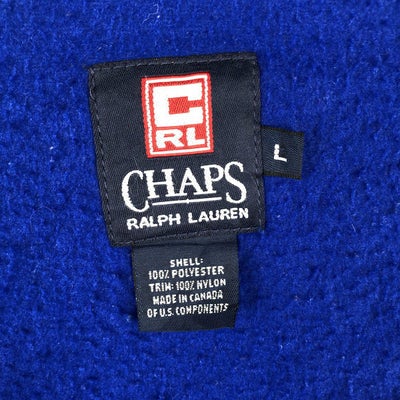 C
RL
CHAPS
RALPH LAUREN
L
SHELL:
100% POLYESTER
TRIM: 100% NYLON
MADE IN CANADA
OF U.S. COMPONENTS